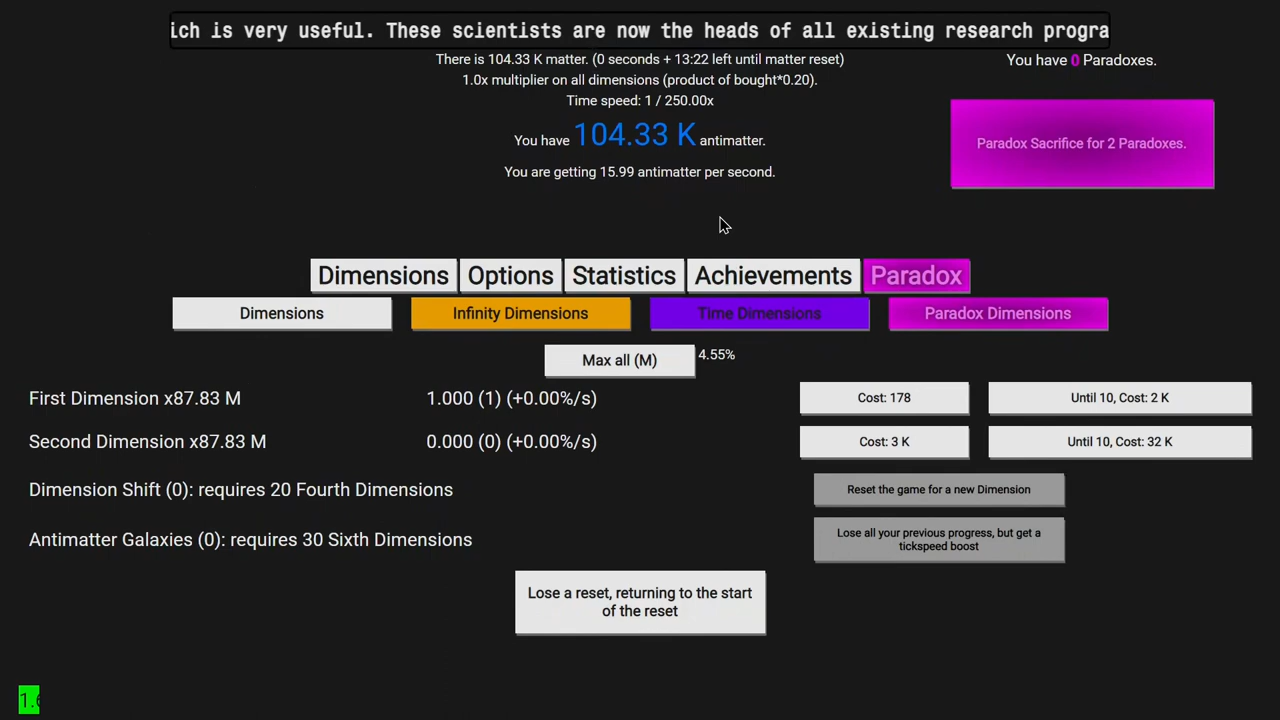 ich is very useful. These scientists are now the heads of all existing research progra
There is 104.33 K matter. (0 seconds + 13:22 left until matter reset)
You have 0 Paradoxes.
1.0x multiplier on all dimensions (product of bought*0.20).
Time speed: 1 / 250.00x
You have 104.33 K antimatter.
Paradox Sacrifice for 2 Paradoxes.
You are getting 15.99 antimatter per second.
Dimensions Options Statistics Achievements Paradox
Dimensions Infinity Dimensions Time Dimensions Paradox Dimensions
Max all (M) 4.55%
First Dimension x87.83 M 1.000 (1) (+0.00%/s) Cost: 178 Until 10, Cost: 2 K
Second Dimension x87.83 M 0.000 (0) (+0.00%/s) Cost: 3 K Until 10, Cost: 32 K
Dimension Shift (0): requires 20 Fourth Dimensions Reset the game for a new Dimension
Antimatter Galaxies (0): requires 30 Sixth Dimensions Lose all your previous progress, but get a
tickspeed boost
Lose a reset, returning to the start
of the reset